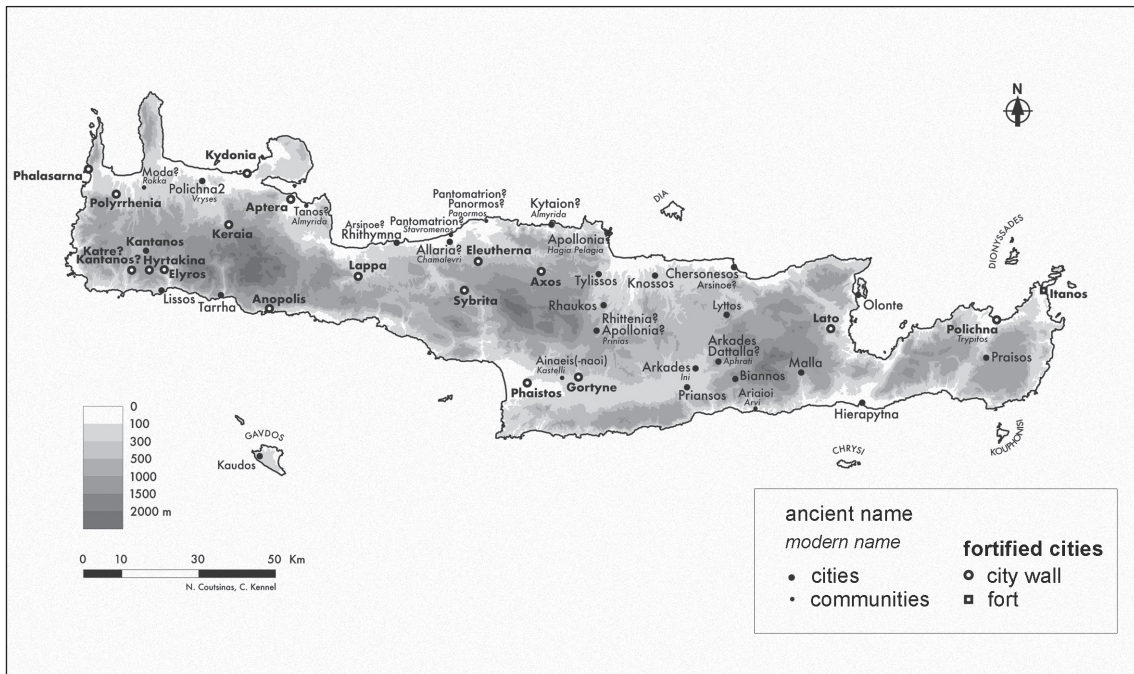 N
Kydonia
Phalasarna
Moda?
Rokka
Polichna2
Vryses
Polyrrhenia
Aptera
Tanos?
Almyrida
Keraia
Kantanos
Katre?
Kantanos?
Hyrtakina
Elyros
Lissos
Tarrha
Anopolis
Arsinoe?
Rhithymna
Lappa
Pantomatrion?
Panormos?
Panormos
Pantomatrion?
Stavromenos
Allaria?
Chamalevri
Eleutherna
Sybrita
Kytaion?
Almyrida
Axos
Apollonia?
Hagia Pelagia
Tylissos
Knossos
Rhaukos
Rhittenia?
Apollonia?
Prinias
DIA
Chersonesos
Arsinoe?
Lyttos
Arkades
Dattalla?
Aphrati
Arkades
Ini
Biannos
Malla
Priansos
Ariaioi
Arvi
Ainaeis(-naoi)
Kastelli
Phaistos
Gortyne
Lato
Olonte
Hierapytna
DIONYSSADES
Itanos
Polichna
Trypitos
Praisos
KOUPHONISI
CHRYSI
GAVDOS
Kaudos
0
100
300
500
1000
1500
2000 m
0 10 30 50 Km
N. Coutsinas, C. Kennel
ancient name
modern name
cities
communities
fortified cities
city wall
fort